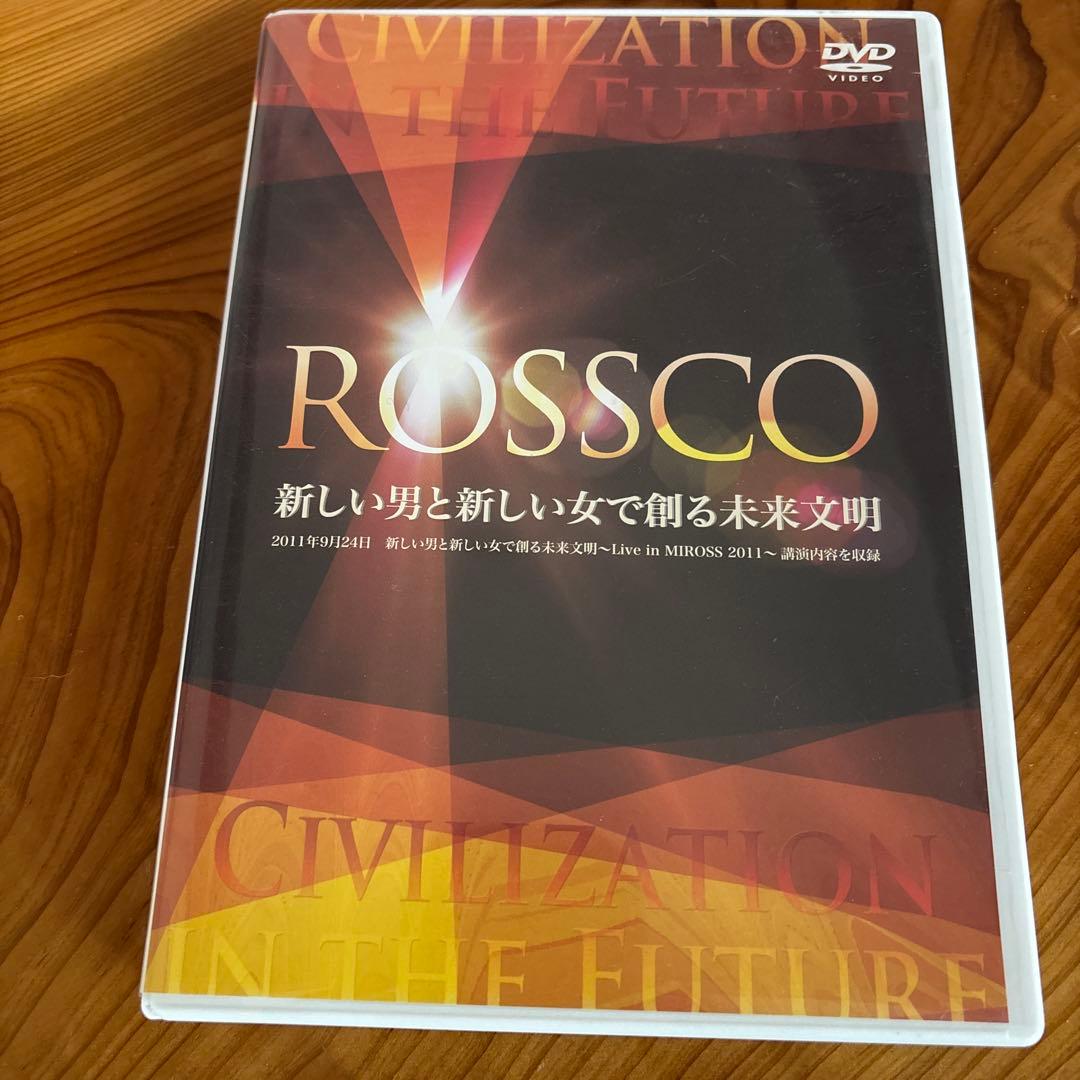 CIVILIZATION
IN THE FUTURE
DVD
VIDEO
ROSSCO
新しい男と新しい女で創る未来文明
2011年9月24日　新しい男と新しい女で創る未来文明～Live in MIROSS 2011～ 講演内容を収録
CIVILIZATION
IN THE FUTURE